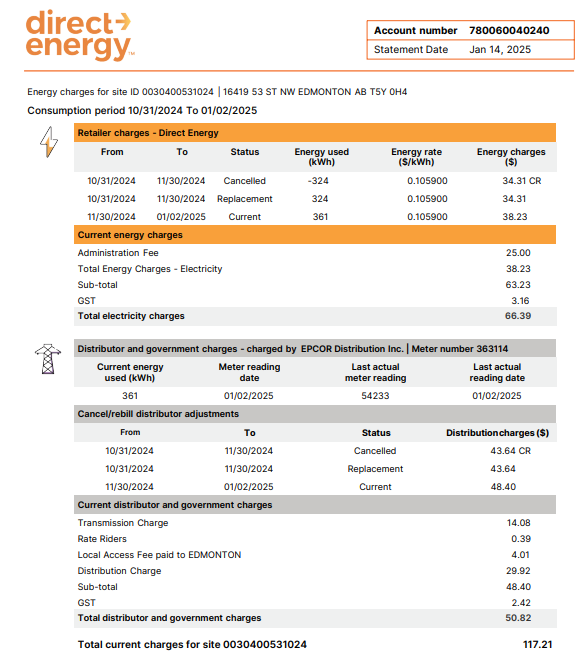 direct
energy.™
Account number 780060040240
Statement Date Jan 14, 2025
Energy charges for site ID 0030400531024 | 16419 53 ST NW EDMONTON AB T5Y 0H4
Consumption period 10/31/2024 To 01/02/2025
Retailer charges - Direct Energy
From To Status Energy used (kWh) Energy rate ($/kWh) Energy charges ($)
10/31/2024 11/30/2024 Cancelled -324 0.105900 34.31 CR
10/31/2024 11/30/2024 Replacement 324 0.105900 34.31
11/30/2024 01/02/2025 Current 361 0.105900 38.23
Current energy charges
Administration Fee 25.00
Total Energy Charges - Electricity 38.23
Sub-total 63.23
GST 3.16
Total electricity charges 66.39
Distributor and government charges - charged by EPCOR Distribution Inc. | Meter number 363114
Current energy used (kWh) Meter reading date Last actual meter reading Last actual reading date
361 01/02/2025 54233 01/02/2025
Cancel/rebill distributor adjustments
From To Status Distribution charges ($)
10/31/2024 11/30/2024 Cancelled 43.64 CR
10/31/2024 11/30/2024 Replacement 43.64
11/30/2024 01/02/2025 Current 48.40
Current distributor and government charges
Transmission Charge 14.08
Rate Riders 0.39
Local Access Fee paid to EDMONTON 4.01
Distribution Charge 29.92
Sub-total 48.40
GST 2.42
Total distributor and government charges 50.82
Total current charges for site 0030400531024 117.21